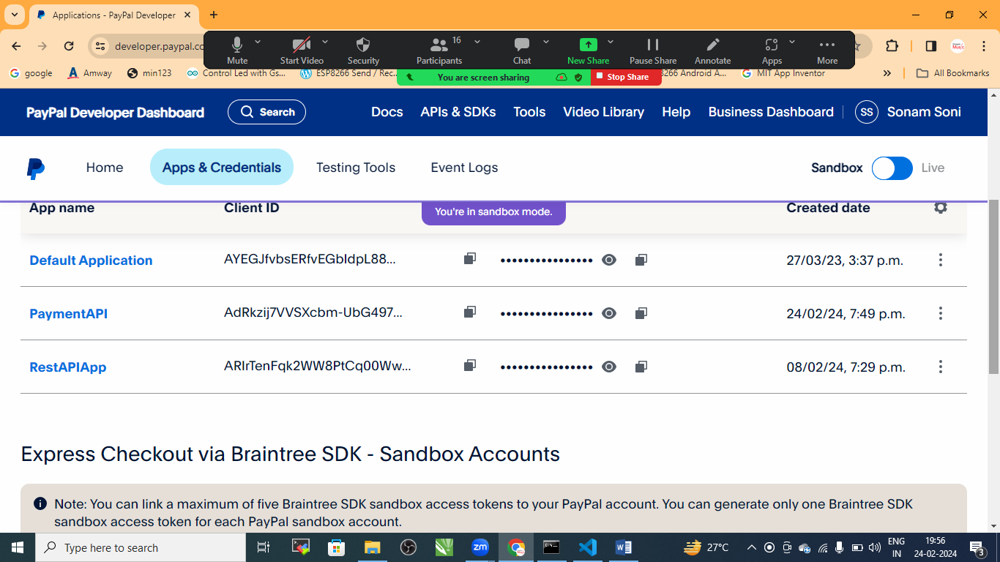 Applications - PayPal Developer
developer.paypal.co
Mute
Start Video
Security
16
Participants
Chat
New Share
Pause Share
Annotate
Apps
More
google
Amway
min123
Control Led with Gs...
ESP8266 Send / Rec...
You are screen sharing
Stop Share
8266 Android A...
MIT App Inventor
All Bookmarks
PayPal Developer Dashboard
Search
Docs
APIs & SDKs
Tools
Video Library
Help
Business Dashboard
SS
Sonam Soni
Home
Apps & Credentials
Testing Tools
Event Logs
Sandbox
Live
App name
Client ID
You're in sandbox mode.
Created date
Default Application
AYEGJfvbsERfvEGbIdpL88...
••••••••••••••••
27/03/23, 3:37 p.m.
PaymentAPI
AdRkzij7VVSXcbm-UbG497...
••••••••••••••••
24/02/24, 7:49 p.m.
RestAPIApp
ARIrTenFqk2WW8PtCq00Ww...
••••••••••••••••
08/02/24, 7:29 p.m.
Express Checkout via Braintree SDK - Sandbox Accounts
Note: You can link a maximum of five Braintree SDK sandbox access tokens to your PayPal account. You can generate only one Braintree SDK
sandbox access token for each PayPal sandbox account.
Type here to search
zm
27°C
ENG
IN
19:56
24-02-2024
3